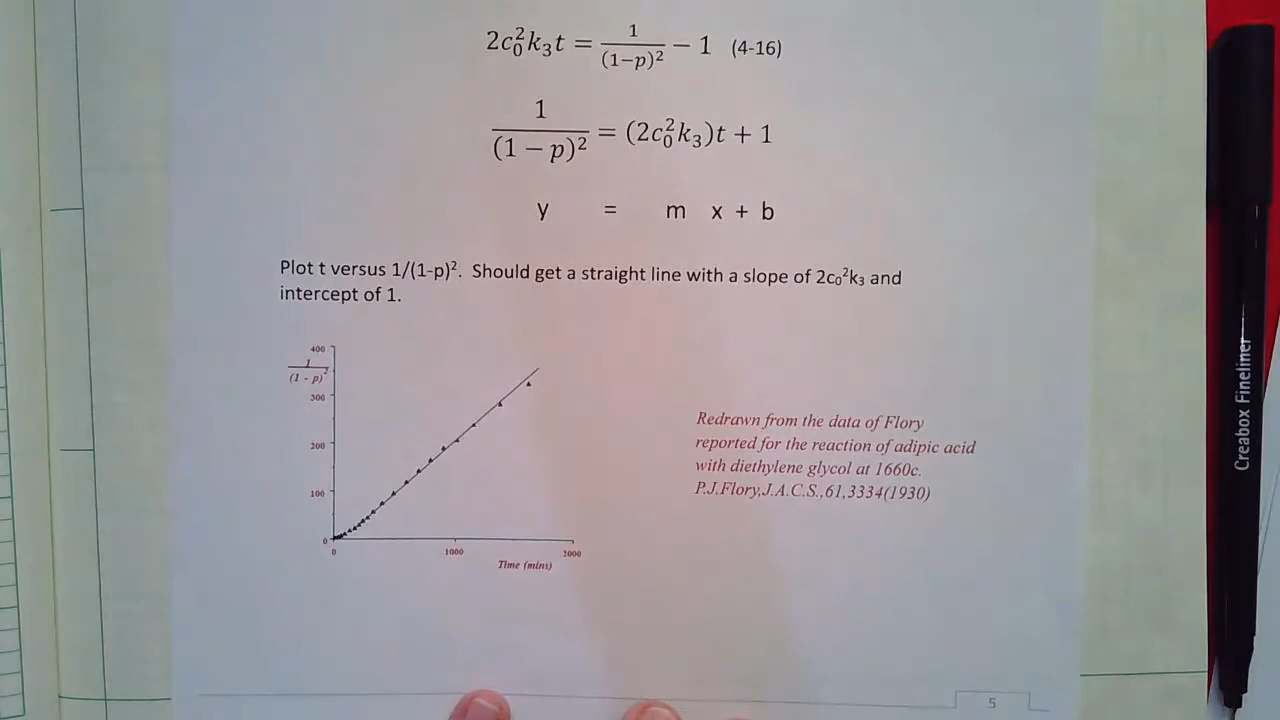 2c₀²k₃t = 1/(1−p)² − 1 (4-16)
1/(1 − p)² = (2c₀²k₃)t + 1
y = m x + b
Plot t versus 1/(1-p)². Should get a straight line with a slope of 2c₀²k₃ and
intercept of 1.
400
1/(1 - p)²
300
200
100
0
0 1000 2000
Time (mins)
Redrawn from the data of Flory
reported for the reaction of adipic acid
with diethylene glycol at 1660c.
P.J.Flory,J.A.C.S.,61,3334(1930)
5
Creabox Fineliner